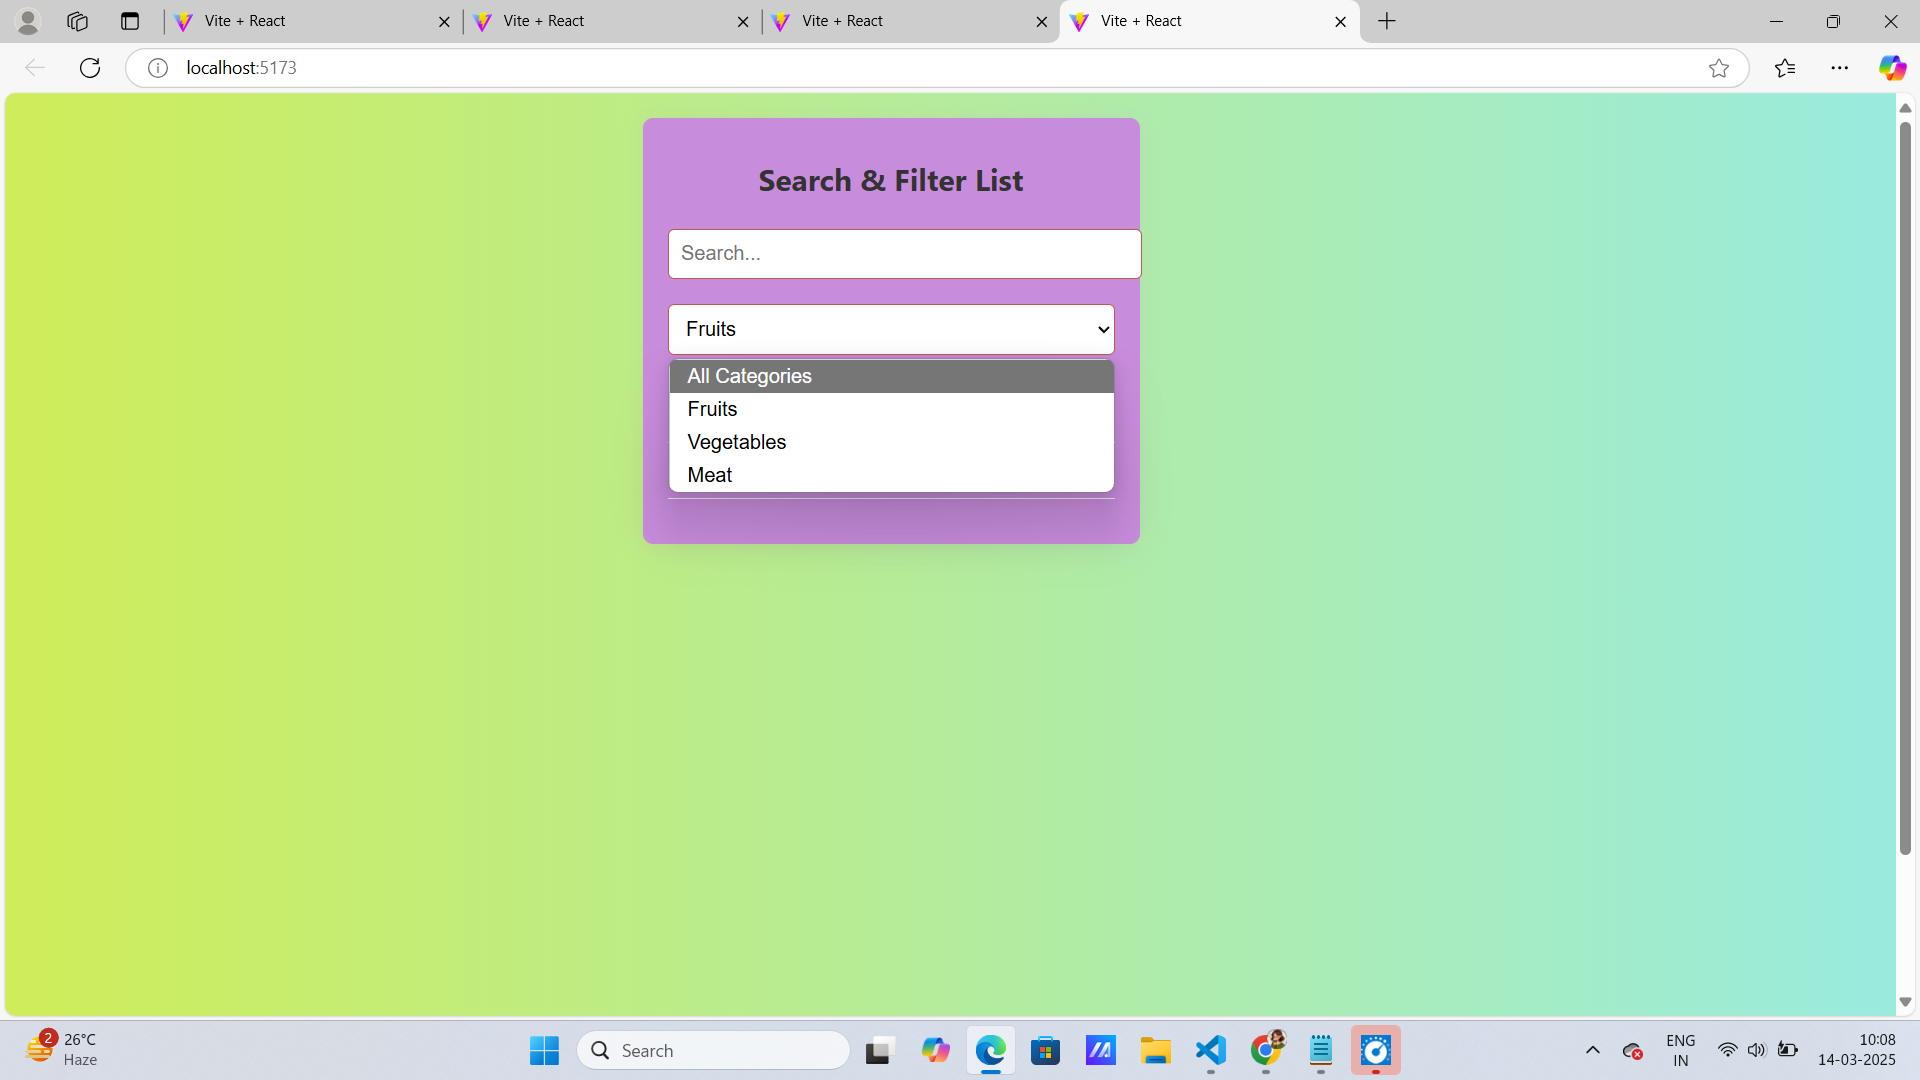 Vite + React
Vite + React
Vite + React
Vite + React
localhost:5173
Search & Filter List
Search...
Fruits
All Categories
Fruits
Vegetables
Meat
2
26°C
Haze
Search
ENG
IN
10:08
14-03-2025